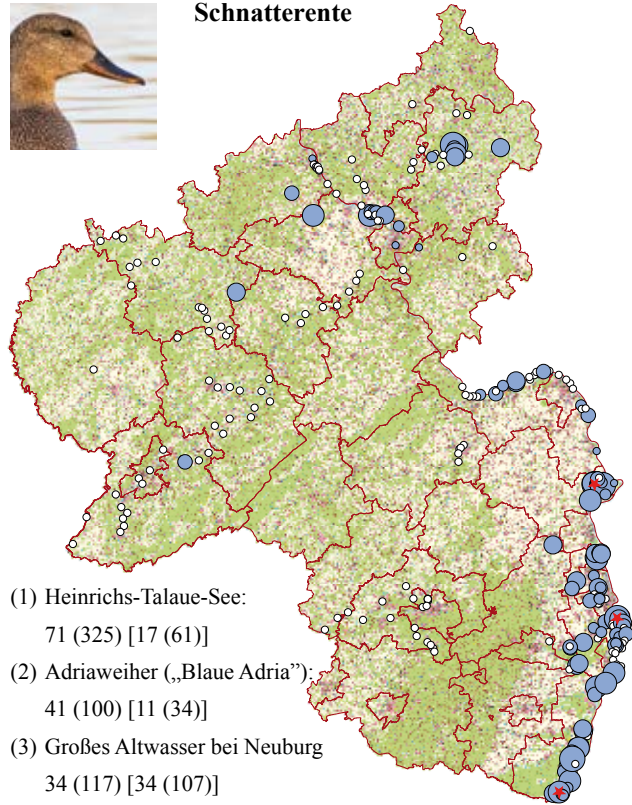 Schnatterente
(1) Heinrichs-Talaue-See:
71 (325) [17 (61)]
(2) Adriaweiher („Blaue Adria”):
41 (100) [11 (34)]
(3) Großes Altwasser bei Neuburg
34 (117) [34 (107)]